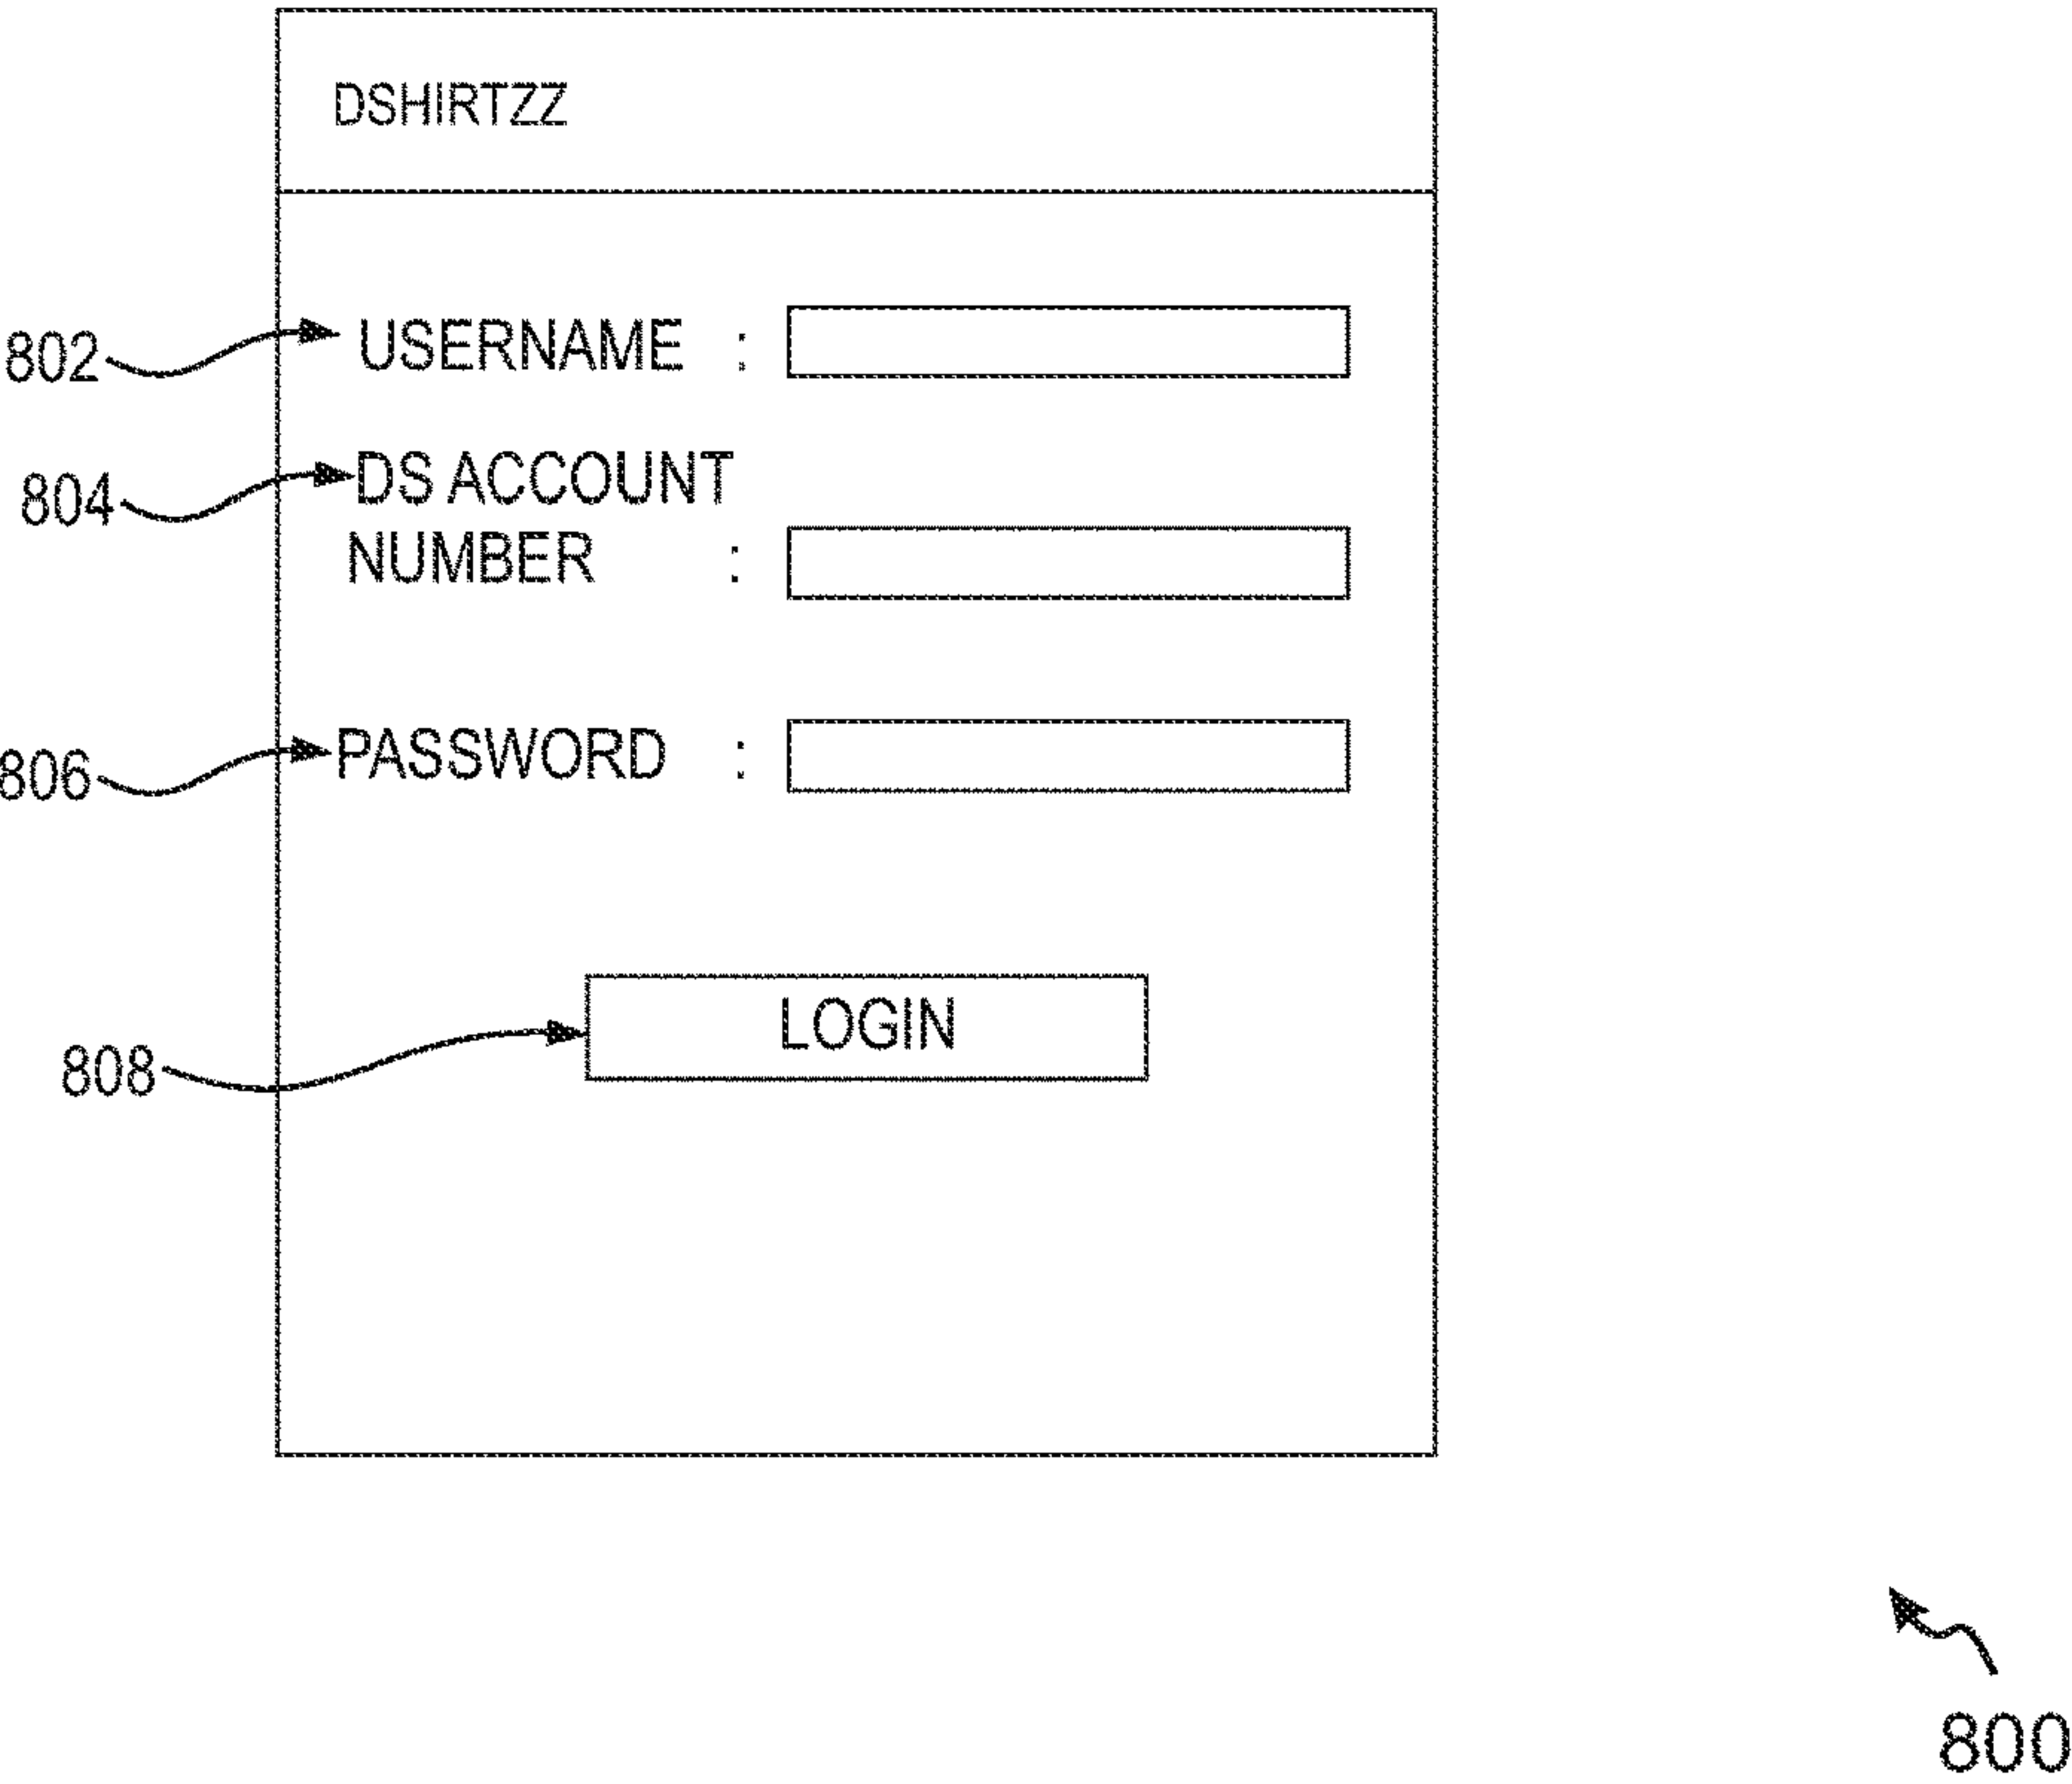 DSHIRTZZ
802 USERNAME :
804 DS ACCOUNT
NUMBER :
806 PASSWORD :
808 LOGIN
800